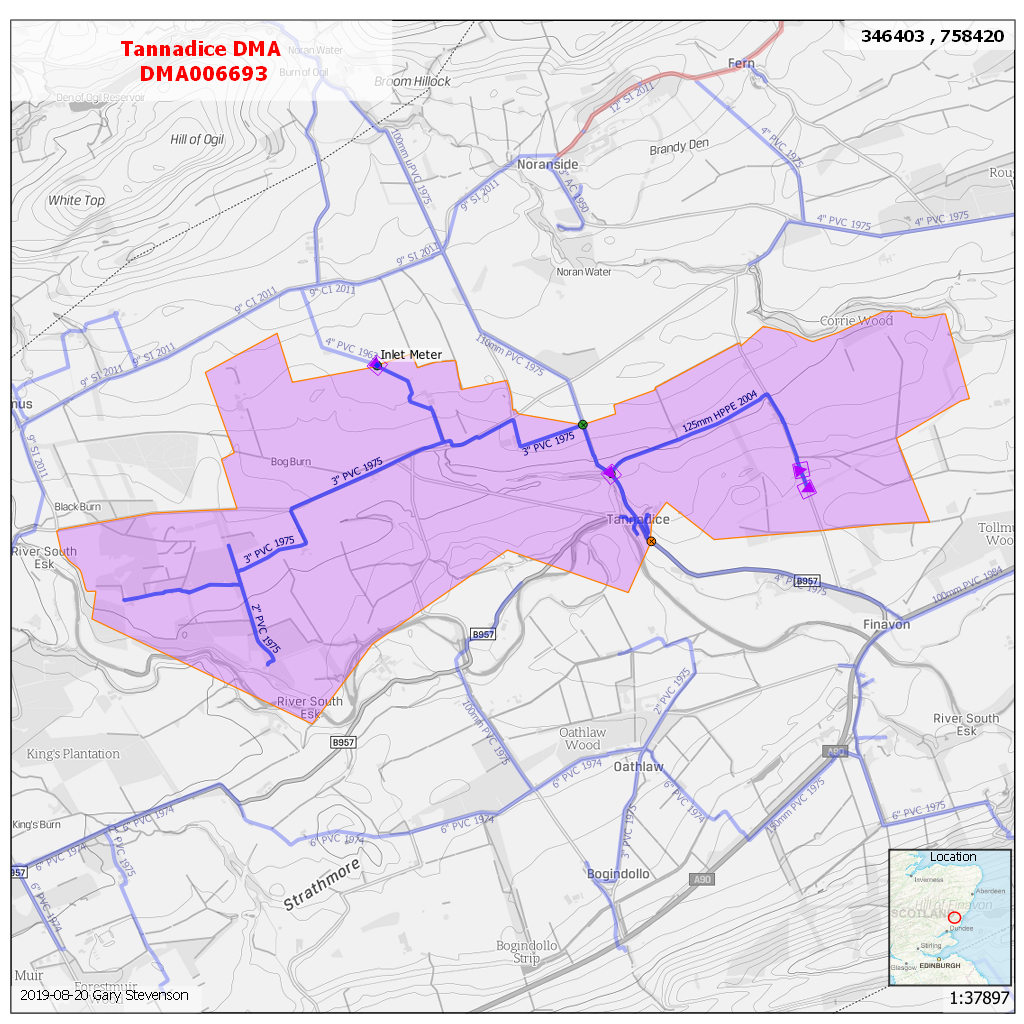 Tannadice DMA
DMA006693
346403 , 758420
Noran Water
Burn of Ogil
Den of Ogil Reservoir
Broom Hillock
Fern
12" SI 2011
Hill of Ogil
100mm uPVC 1975
Noranside
Brandy Den
4" PVC 1975
White Top
9" SI 2011
3" AC 1950
Rou
4" PVC 1975
4" PVC 1975
9" SI 2011
Noran Water
9" CI 2011
9" CI 2011
Corrie Wood
4" PVC 196
Inlet Meter
110mm PVC 1975
9" SI 2011
9" SI 2011
nus
125mm HPPE 2004
9" SI 2011
3" PVC 1975
Bog Burn
3" PVC 1975
Black Burn
Tannadice
Tollmu
Woo
River South
Esk
3" PVC 1975
B957
4" PVC 1975
100mm PVC 1984
2" PVC 1975
Finavon
B957
2" PVC 1975
River South
Esk
100mm PVC 1975
River South
Esk
Oathlaw
Wood
B957
King's Plantation
A90
Oathlaw
6" PVC 1974
6" PVC 1974
150mm PVC 1975
6" PVC 1975
King's Burn
6" PVC 1974
6" PVC 1974
6" PVC 1974
3" PVC 1975
6" PVC 1974
3" PVC 1975
Location
Inverness
Aberdeen
Hill of Finavon
SCOTLAND
Dundee
Stirling
Glasgow
EDINBURGH
957
Bogindollo
A90
6" PVC 1974
Strathmore
Bogindollo
Strip
Muir
Forestmuir
2019-08-20 Gary Stevenson
1:37897